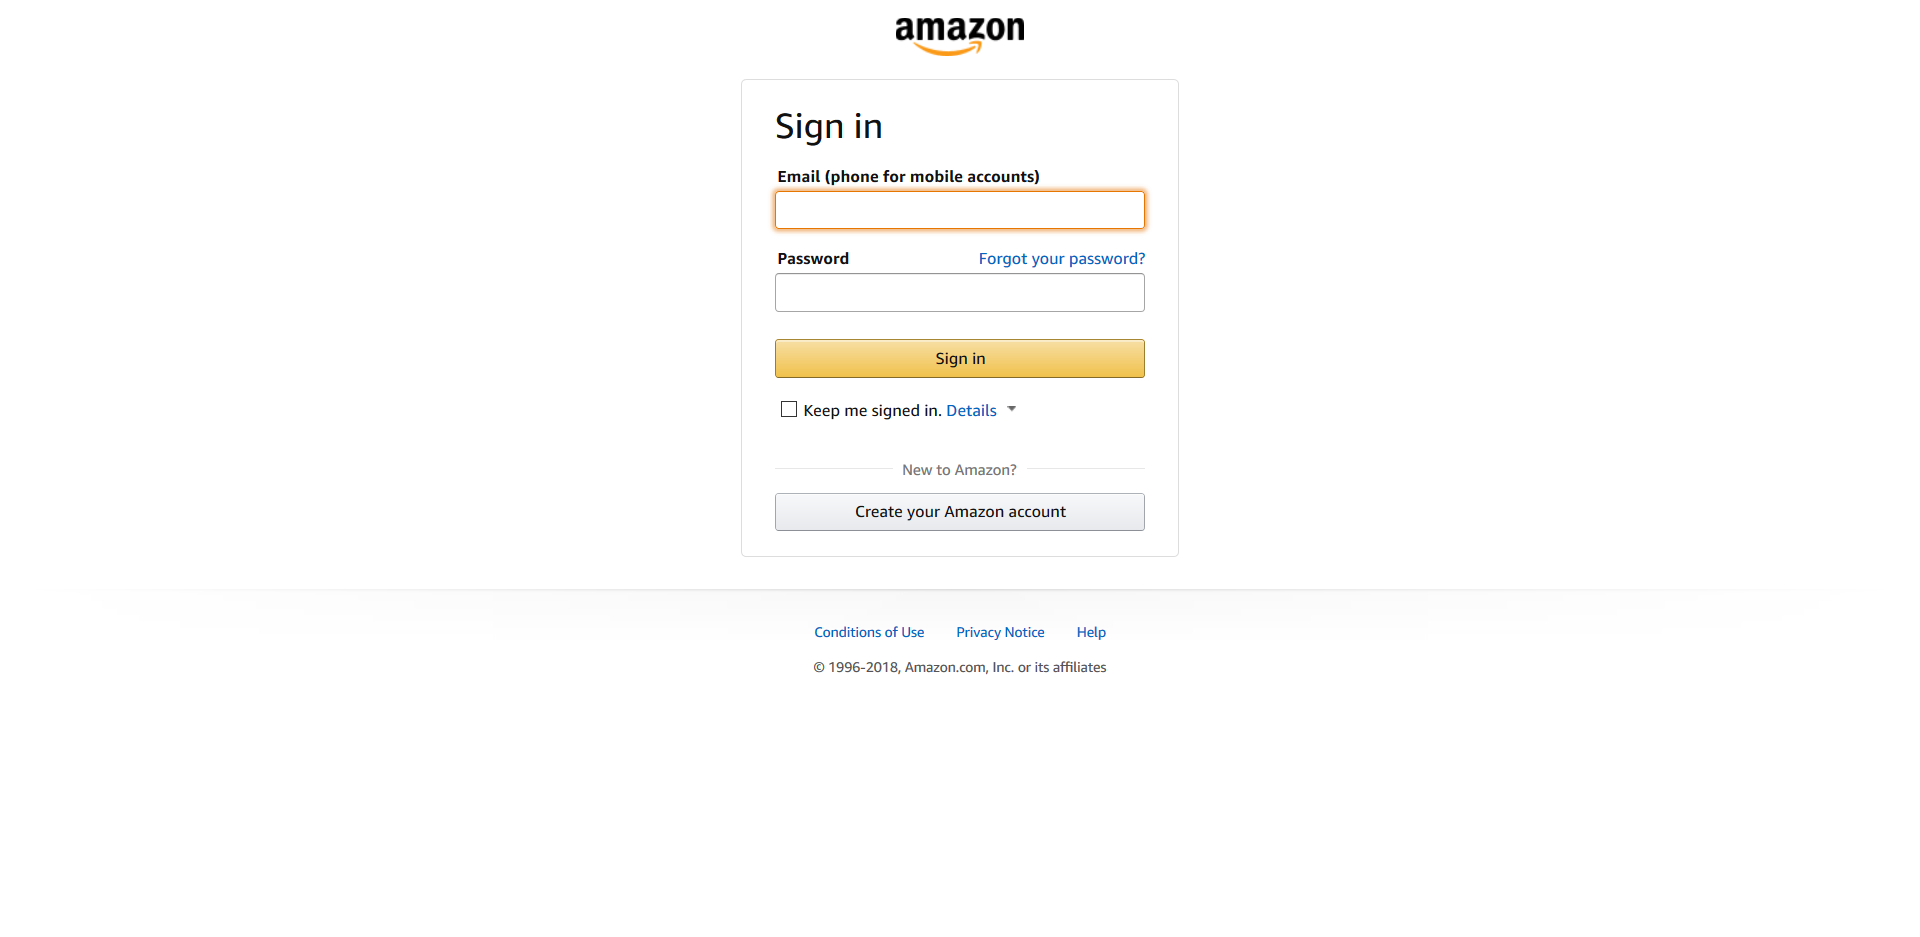 amazon
Sign in
Email (phone for mobile accounts)
Password Forgot your password?
Sign in
Keep me signed in. Details
New to Amazon?
Create your Amazon account
Conditions of Use Privacy Notice Help
© 1996-2018, Amazon.com, Inc. or its affiliates